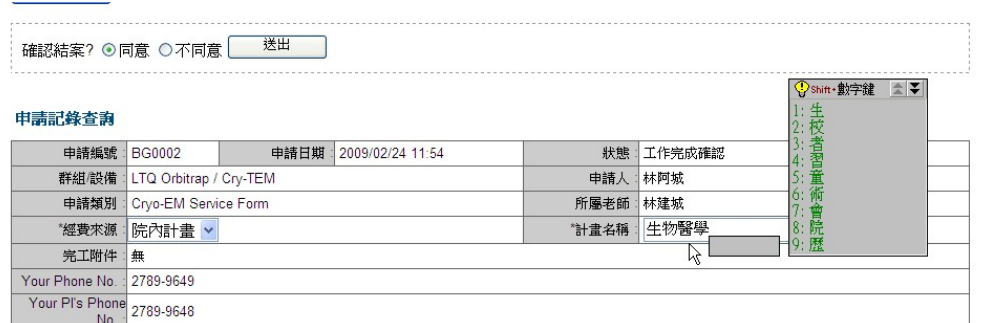 確認結案? 同意 不同意 送出
Shift+數字鍵
1: 生
2: 校
3: 者
4: 習
5: 童
6: 術
7: 會
8: 院
9: 歷
申請記錄查詢
申請編號: BG0002 申請日期: 2009/02/24 11:54 狀態: 工作完成確認
群組/設備: LTQ Orbitrap / Cry-TEM 申請人: 林阿城
申請類別: Cryo-EM Service Form 所屬老師: 林建城
*經費來源: 院內計畫 *計畫名稱: 生物醫學
完工附件: 無
Your Phone No. : 2789-9649
Your PI's Phone No. : 2789-9648